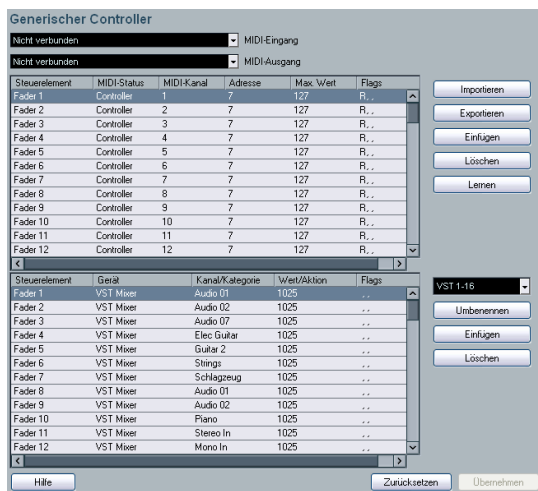 Generischer Controller
Nicht verbunden MIDI-Eingang
Nicht verbunden MIDI-Ausgang
Steuerelement MIDI-Status MIDI-Kanal Adresse Max. Wert Flags
Fader 1 Controller 1 7 127 R, ,
Fader 2 Controller 2 7 127 R, ,
Fader 3 Controller 3 7 127 R, ,
Fader 4 Controller 4 7 127 R, ,
Fader 5 Controller 5 7 127 R, ,
Fader 6 Controller 6 7 127 R, ,
Fader 7 Controller 7 7 127 R, ,
Fader 8 Controller 8 7 127 R, ,
Fader 9 Controller 9 7 127 R, ,
Fader 10 Controller 10 7 127 R, ,
Fader 11 Controller 11 7 127 R, ,
Fader 12 Controller 12 7 127 R, ,
Importieren
Exportieren
Einfügen
Löschen
Lernen
Steuerelement Gerät Kanal/Kategorie Wert/Aktion Flags
Fader 1 VST Mixer Audio 01 1025 , ,
Fader 2 VST Mixer Audio 02 1025 , ,
Fader 3 VST Mixer Audio 07 1025 , ,
Fader 4 VST Mixer Elec Guitar 1025 , ,
Fader 5 VST Mixer Guitar 2 1025 , ,
Fader 6 VST Mixer Strings 1025 , ,
Fader 7 VST Mixer Schlagzeug 1025 , ,
Fader 8 VST Mixer Audio 01 1025 , ,
Fader 9 VST Mixer Audio 02 1025 , ,
Fader 10 VST Mixer Piano 1025 , ,
Fader 11 VST Mixer Stereo In 1025 , ,
Fader 12 VST Mixer Mono In 1025 , ,
VST 1-16
Umbenennen
Einfügen
Löschen
Hilfe Zurücksetzen Übernehmen